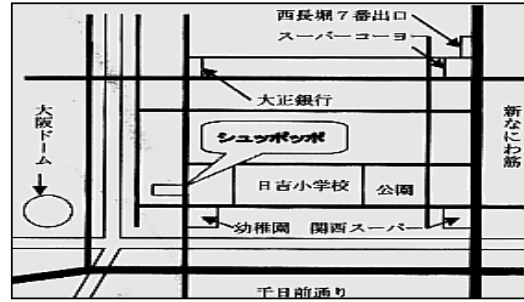 西長堀7番出口
スーパーコーヨ
大正銀行
新なにわ筋
大阪ドーム
シュッポッポ
日吉小学校
公園
幼稚園
関西スーパー
千日前通り